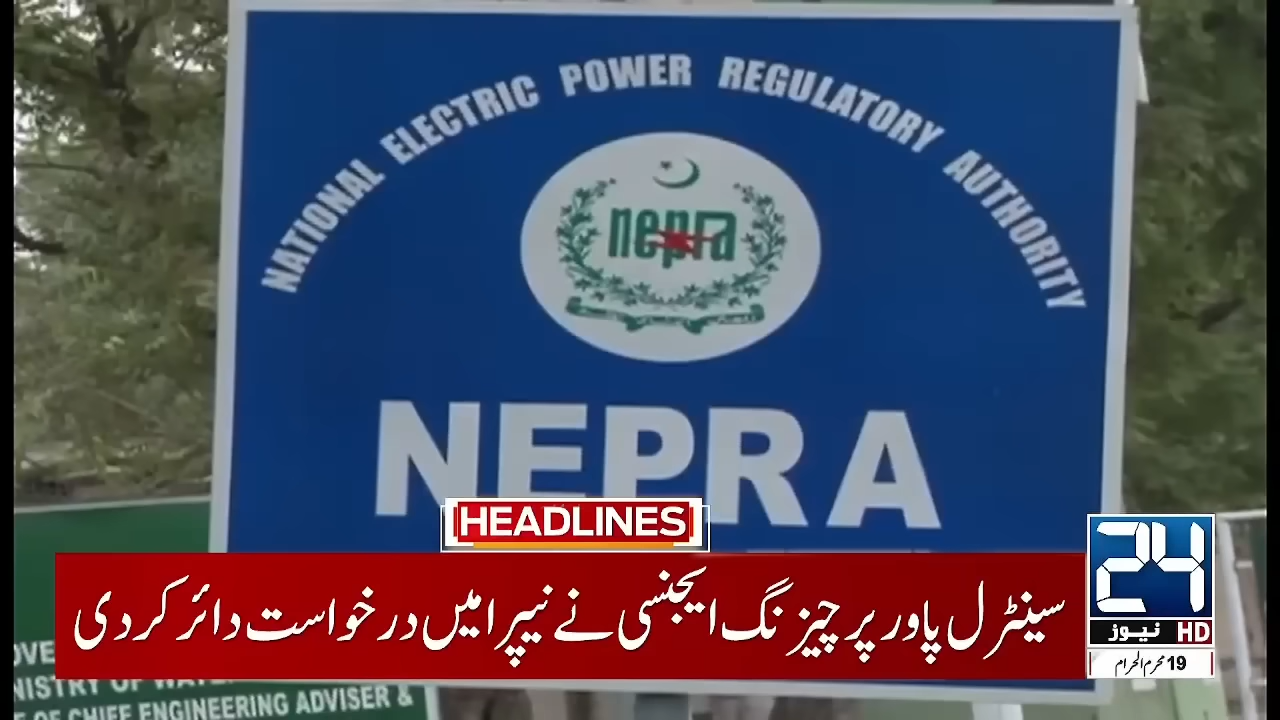 NATIONAL ELECTRIC POWER REGULATORY AUTHORITY
nepra
NEPRA
HEADLINES
سینٹرل پاور پرچیزنگ ایجنسی نے نیپرا میں درخواست دائر کردی
24
نیوز HD
19 محرم الحرام
NISTRY OF WATE
OF CHIEF ENGINEERING ADVISER &